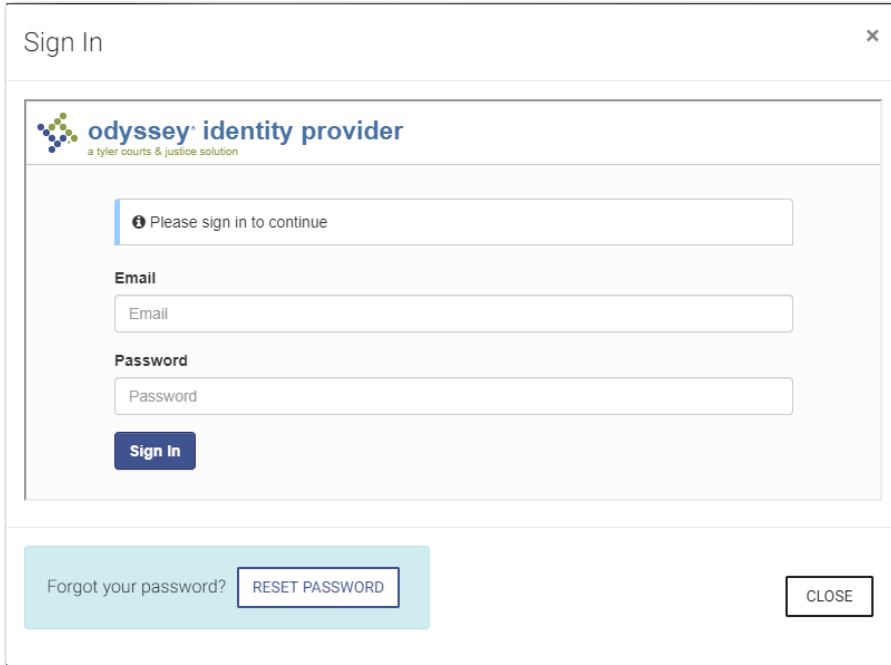 Sign In
×
odyssey® identity provider
a tyler courts & justice solution
Please sign in to continue
Email
Email
Password
Password
Sign In
Forgot your password? RESET PASSWORD
CLOSE